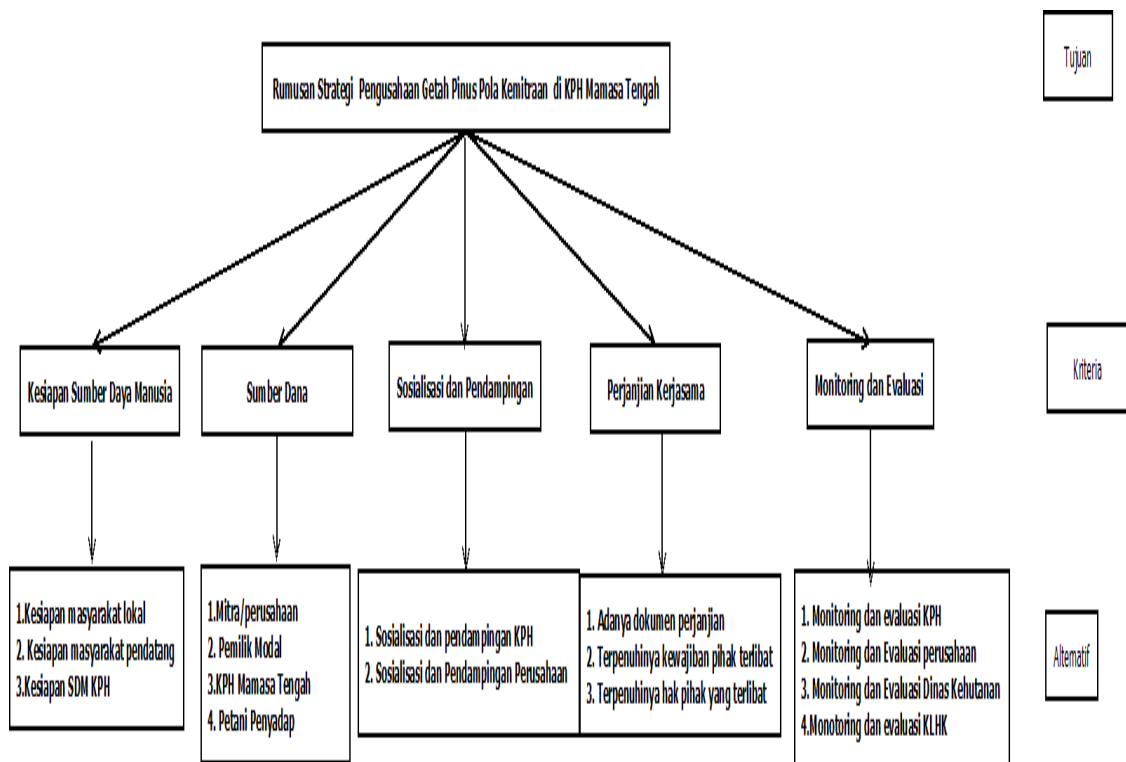 Tujuan
Rumusan Strategi Pengusahaan Getah Pinus Pola Kemitraan di KPH Mamasa Tengah
Kesiapan Sumber Daya Manusia
Sumber Dana
Sosialisasi dan Pendampingan
Perjanjian Kerjasama
Monitoring dan Evaluasi
Kriteria
1.Kesiapan masyarakat lokal
2. Kesiapan masyarakat pendatang
3.Kesiapan SDM KPH
1.Mitra/perusahaan
2. Pemilik Modal
3.KPH Mamasa Tengah
4. Petani Penyadap
1. Sosialisasi dan pendampingan KPH
2. Sosialisasi dan Pendampingan Perusahaan
1. Adanya dokumen perjanjian
2. Terpenuhinya kewajiban pihak terlibat
3. Terpenuhinya hak pihak yang terlibat
1. Monitoring dan evaluasi KPH
2. Monitoring dan Evaluasi perusahaan
3. Monitoring dan Evaluasi Dinas Kehutanan
4.Monotoring dan evaluasi KLHK
Alternatif